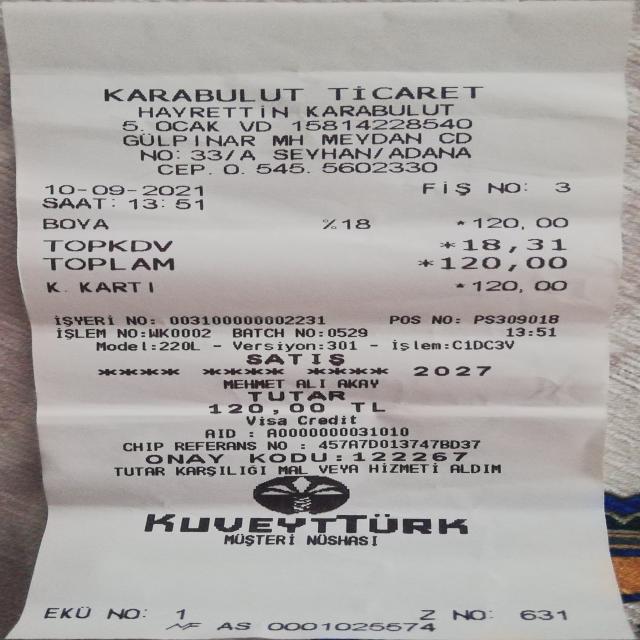 KARABULUT TİCARET
HAYRETTİN KARABULUT
5. OCAK VD 15814228540
GÜLPINAR MH MEYDAN CD
NO: 33/A SEYHAN/ADANA
CEP. 0. 545. 5602330
10-09-2021 FİŞ NO: 3
SAAT: 13:51
BOYA %18 *120,00
TOPKDV *18,31
TOPLAM *120,00
K. KARTI *120,00
İŞYERİ NO: 003100000002231 POS NO: PS309018
İŞLEM NO:WK0002 BATCH NO:0529 13:51
Model:220L - Versiyon:301 - İşlem:C1DC3V
SATIŞ
**** **** **** 2027
MEHMET ALI AKAY
TUTAR
120,00 TL
Visa Credit
AID : A0000000031010
CHIP REFERANS NO : 457A7D013747BD37
ONAY KODU:122267
TUTAR KARŞILIĞI MAL VEYA HİZMETİ ALDIM
KUVEYTTÜRK
MÜŞTERİ NÜSHASI
EKÜ NO: 1 Z NO: 631
MF AS 0001025574